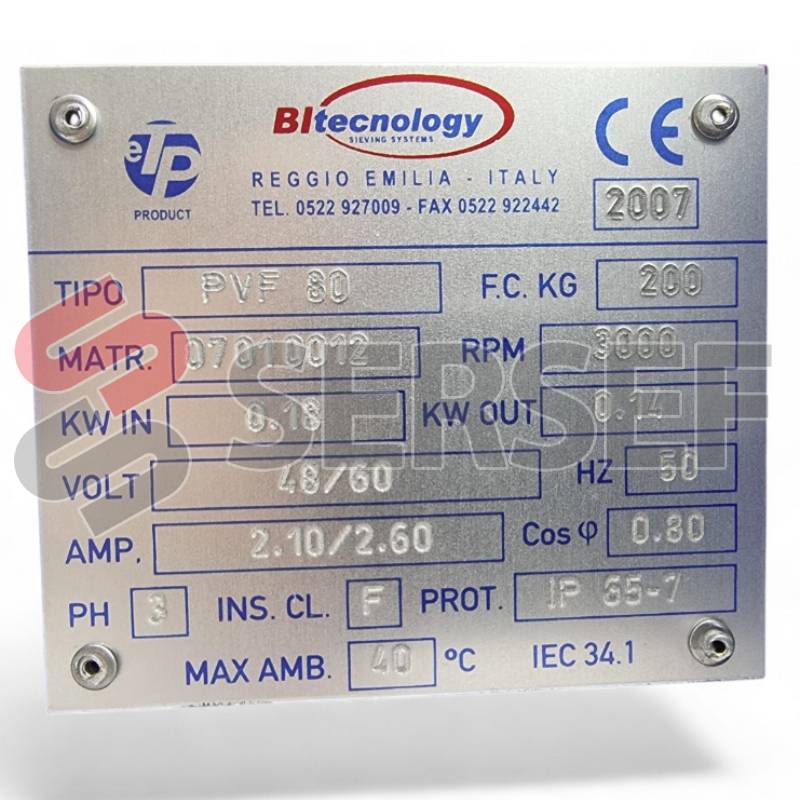 eTP
PRODUCT
BItecnology
SIEVING SYSTEMS
REGGIO EMILIA - ITALY
TEL. 0522 927009 - FAX 0522 922442
CE
2007
TIPO PVF 80 F.C. KG 200
MATR. 07010012 RPM 3000
KW IN 0.18 KW OUT 0.14
SERSEF
VOLT 48/60 HZ 50
AMP. 2.10/2.60 Cos φ 0.80
PH 3 INS. CL. F PROT. IP 65-7
MAX AMB. 40 °C IEC 34.1